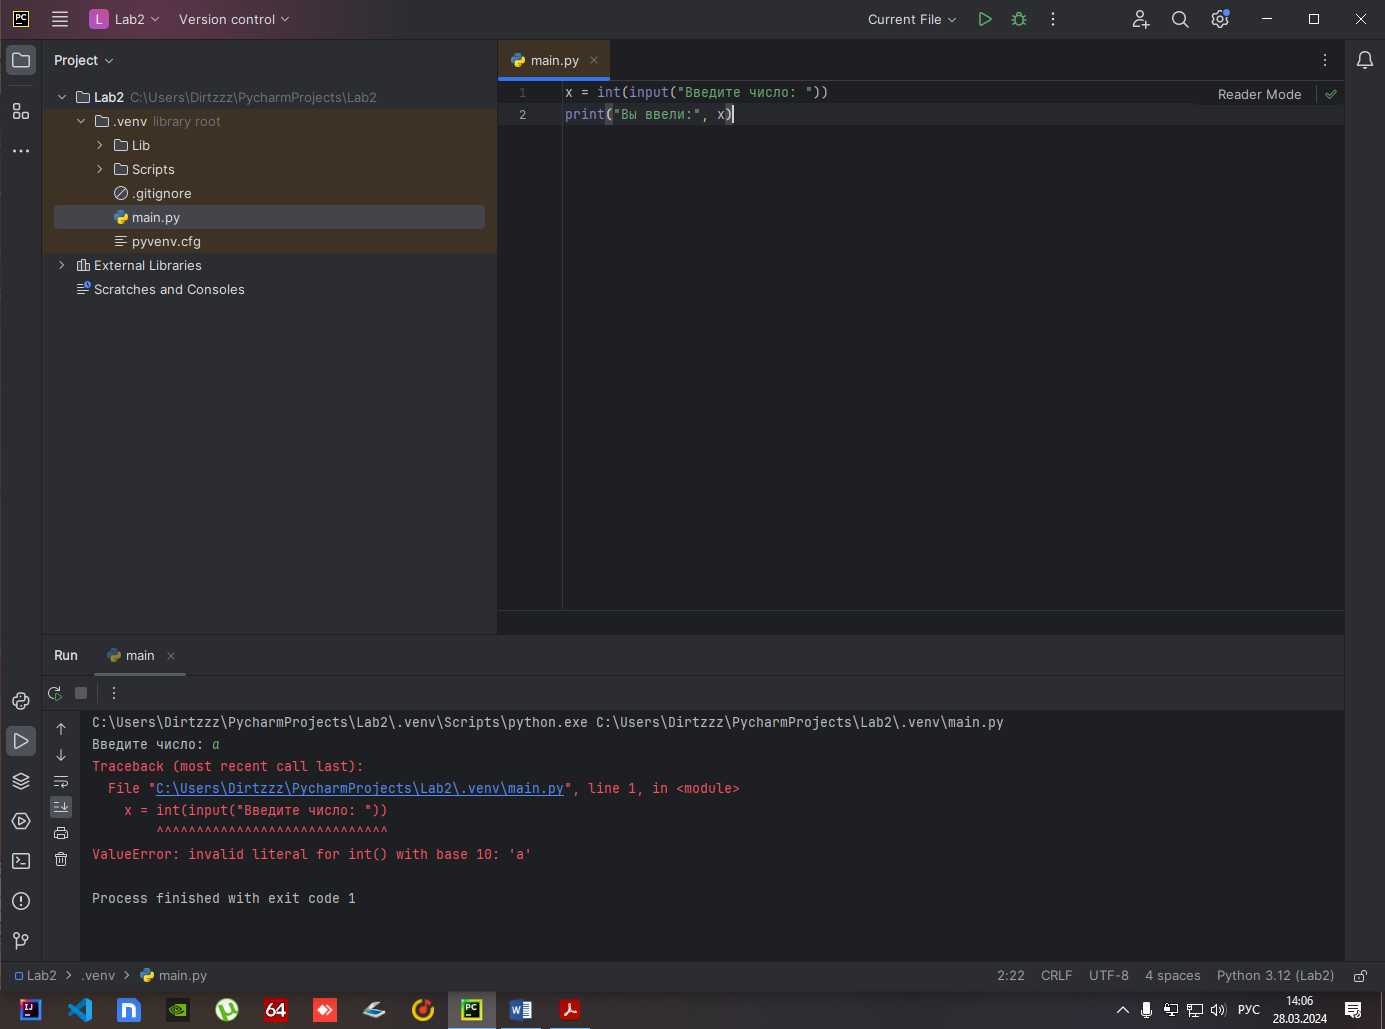 PC
L Lab2 Version control Current File
Project
main.py
Lab2 C:\Users\Dirtzzz\PycharmProjects\Lab2
.venv library root
Lib
Scripts
.gitignore
main.py
pyvenv.cfg
External Libraries
Scratches and Consoles
1 x = int(input("Введите число: "))
Reader Mode
2 print("Вы ввели:", x)
Run main
C:\Users\Dirtzzz\PycharmProjects\Lab2\.venv\Scripts\python.exe C:\Users\Dirtzzz\PycharmProjects\Lab2\.venv\main.py
Введите число: a
Traceback (most recent call last):
File "C:\Users\Dirtzzz\PycharmProjects\Lab2\.venv\main.py", line 1, in <module>
x = int(input("Введите число: "))
^^^^^^^^^^^^^^^^^^^^^^^^^^^^^
ValueError: invalid literal for int() with base 10: 'a'
Process finished with exit code 1
Lab2 > .venv > main.py 2:22 CRLF UTF-8 4 spaces Python 3.12 (Lab2)
IJ n 64 PC W РУС 14:06
28.03.2024